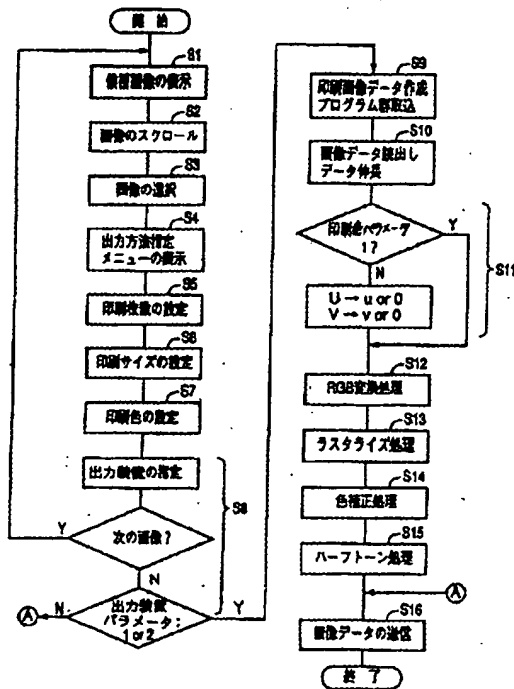 開始
S1
候補画像の表示
S2
画像のスクロール
S3
画像の選択
S4
出力方法指定
メニューの表示
S5
印刷枚数の設定
S6
印刷サイズの設定
S7
印刷色の設定
出力装置の指定
S8
次の画像?
Y
N
出力装置
パラメータ:
1 or 2
N
Y
A
S9
印刷画像データ作成
プログラム群取込
S10
画像データ読出し
データ伸長
印刷色パラメータ
1?
Y
N
S11
U→u or 0
V→v or 0
S12
RGB変換処理
S13
ラスタライズ処理
S14
色補正処理
S15
ハーフトーン処理
A
S16
画像データの送信
終了